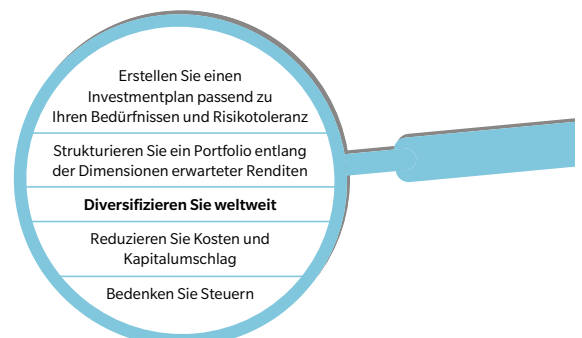 Erstellen Sie einen
Investmentplan passend zu
Ihren Bedürfnissen und Risikotoleranz
Strukturieren Sie ein Portfolio entlang
der Dimensionen erwarteter Renditen
Diversifizieren Sie weltweit
Reduzieren Sie Kosten und
Kapitalumschlag
Bedenken Sie Steuern